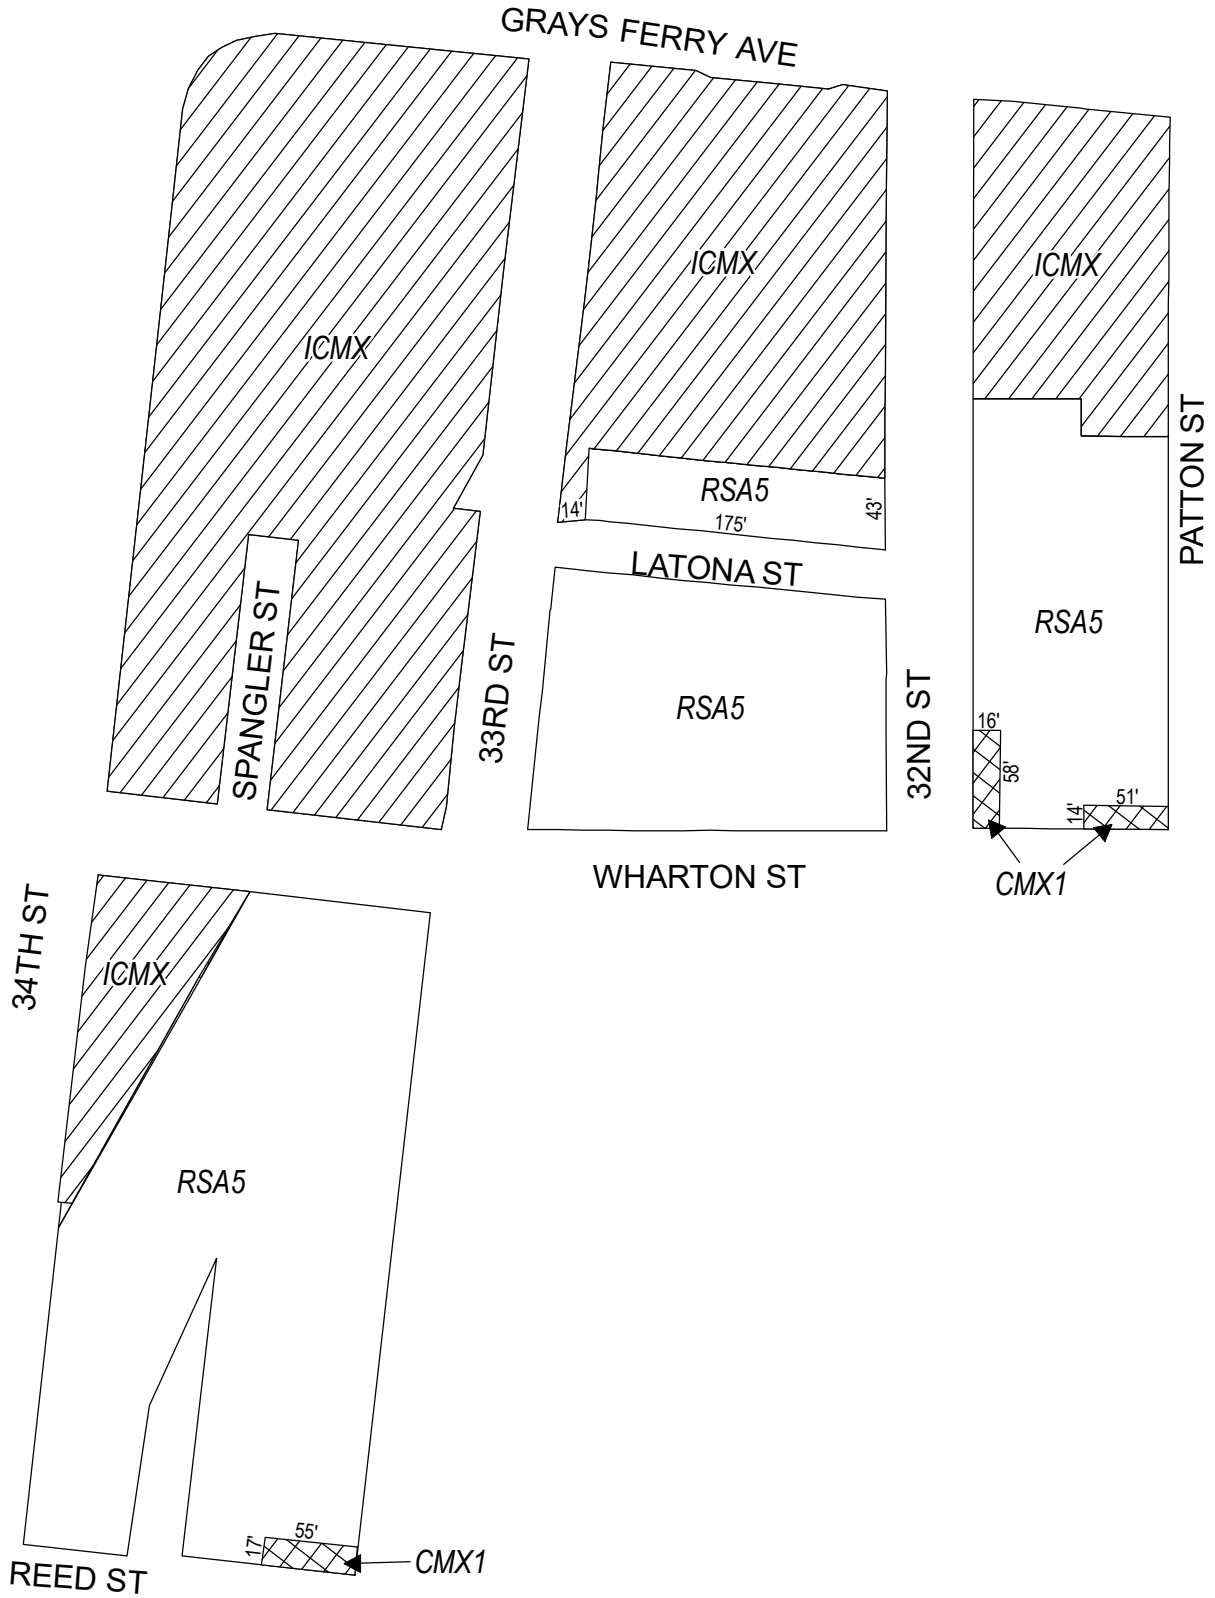 GRAYS FERRY AVE
ICMX
ICMX
ICMX
PATTON ST
RSA5
14'
175'
43'
LATONA ST
SPANGLER ST
33RD ST
RSA5
32ND ST
RSA5
16'
58'
51'
14'
WHARTON ST
CMX1
34TH ST
ICMX
RSA5
17'
55'
CMX1
REED ST